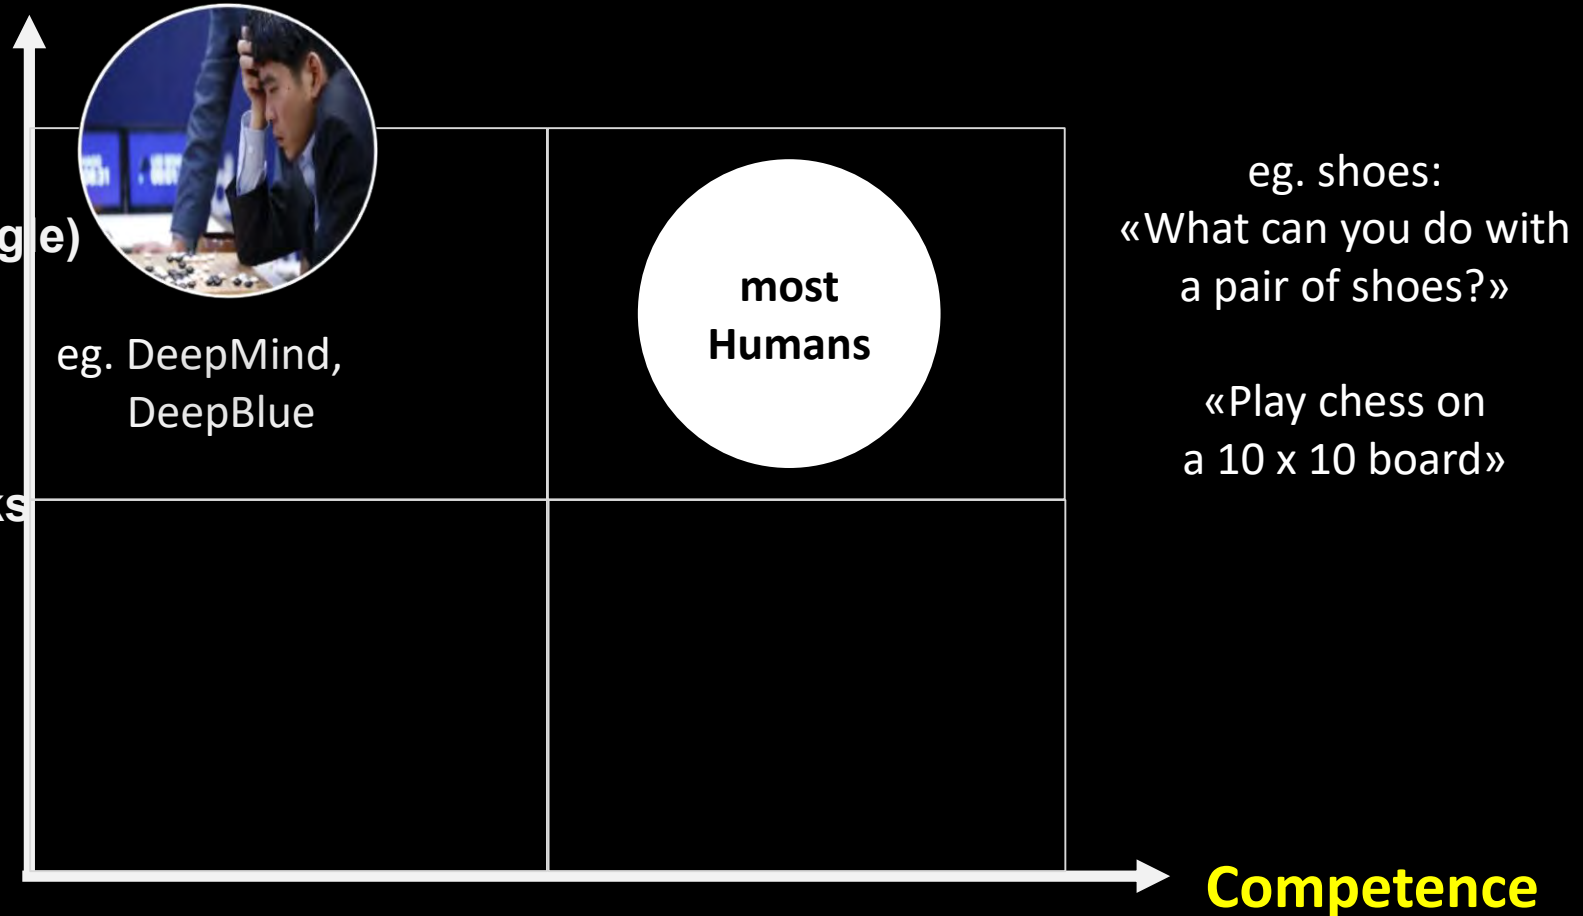 eg. DeepMind,
DeepBlue
most
Humans
eg. shoes:
«What can you do with
a pair of shoes?»
«Play chess on
a 10 x 10 board»
Competence